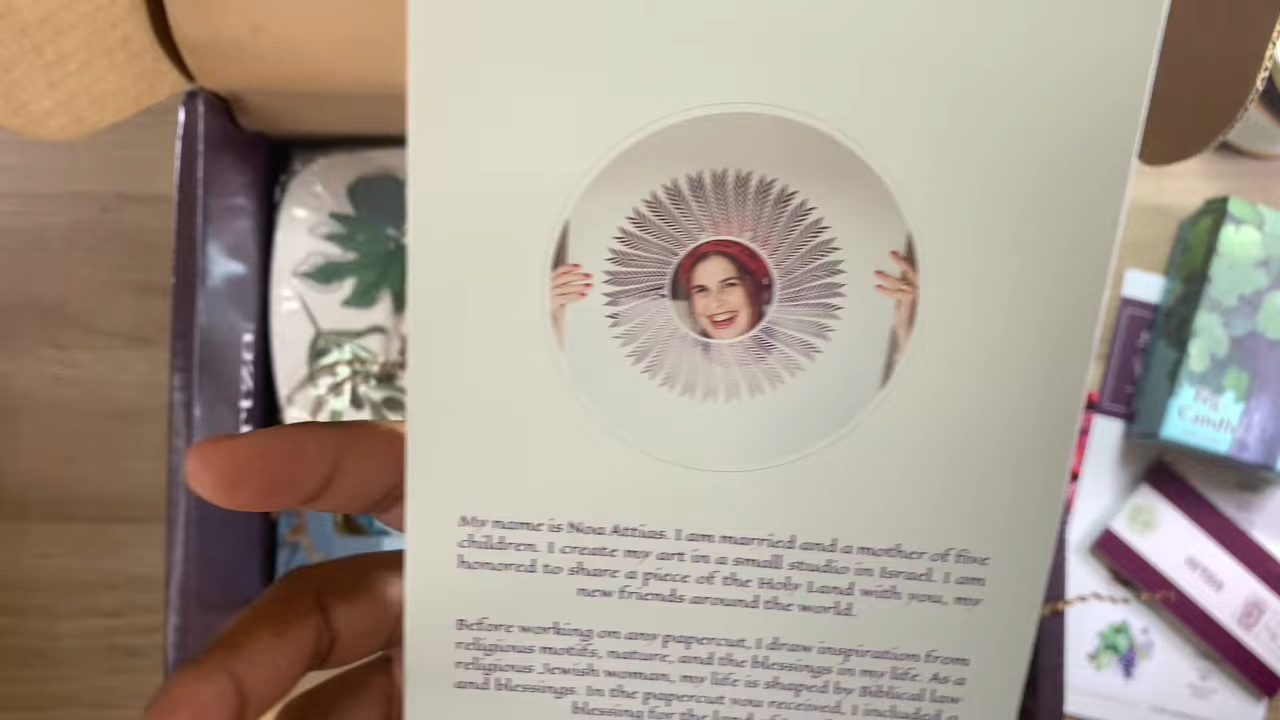 My name is Noa Attias. I am married and a mother of five
children. I create my art in a small studio in Israel. I am
honored to share a piece of the Holy Land with you, my
new friends around the world.
Before working on any papercut, I draw inspiration from
religious motifs, nature, and the blessings in my life. As a
religious Jewish woman, my life is shaped by Biblical law
and blessings. In the papercut you received, I included a
blessing for the land of
Candle